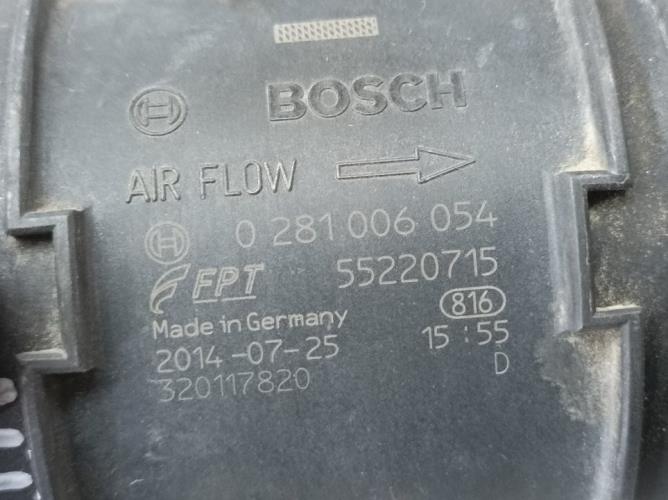 BOSCH
AIR FLOW
0 281 006 054
FPT 55220715
Made in Germany 816
2014-07-25 15:55
320117820 D